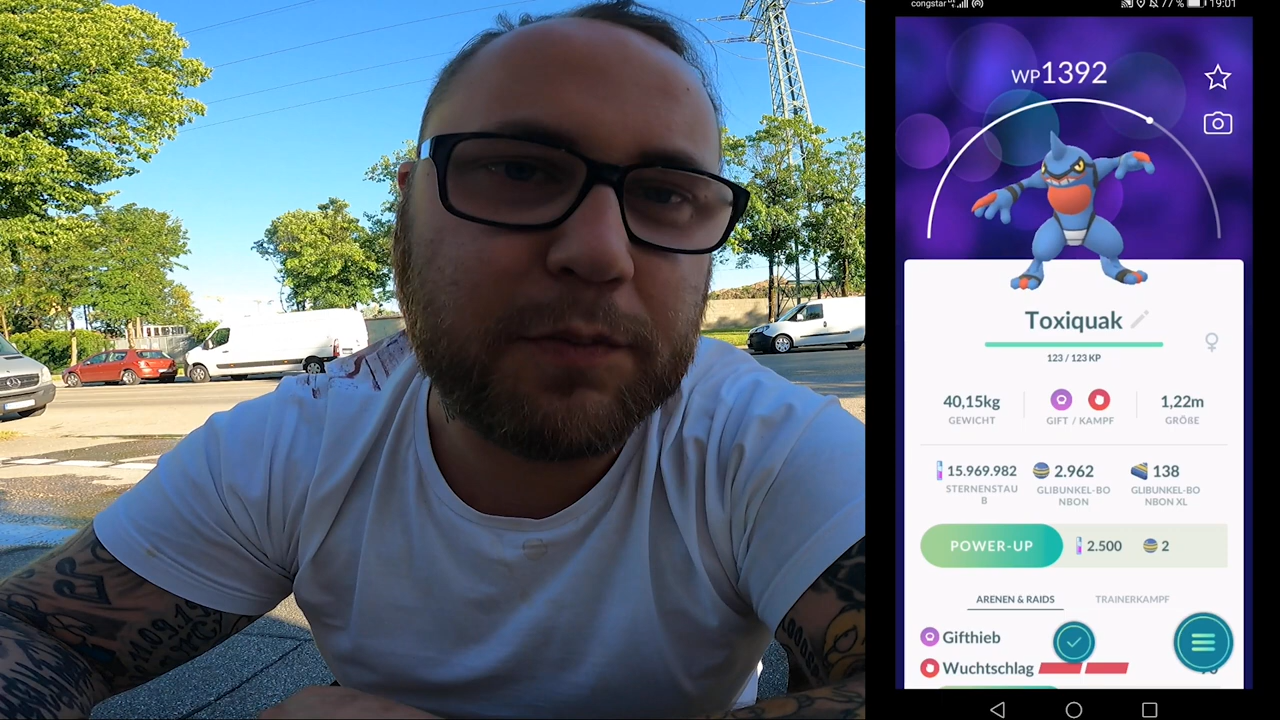 congstar
77 %
19:01
WP1392
Toxiquak
123 / 123 KP
40,15kg
GEWICHT
GIFT / KAMPF
1,22m
GRÖẞE
15.969.982
STERNENSTAU
B
2.962
GLIBUNKEL-BO
NBON
138
GLIBUNKEL-BO
NBON XL
POWER-UP
2.500
2
ARENEN & RAIDS
TRAINERKAMPF
Gifthieb
Wuchtschlag